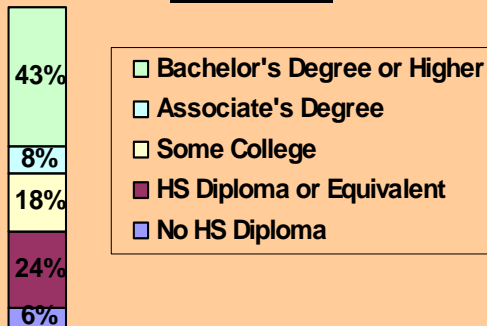 43%
8%
18%
24%
6%
Bachelor's Degree or Higher
Associate's Degree
Some College
HS Diploma or Equivalent
No HS Diploma